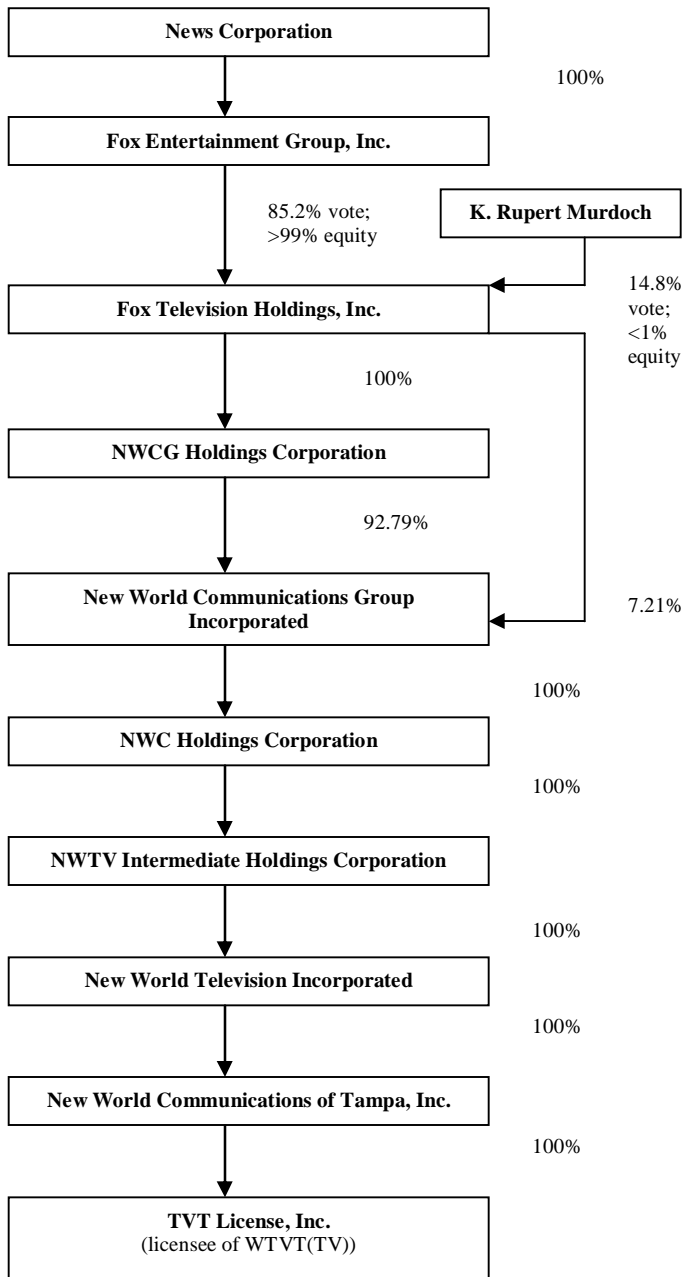 News Corporation
100%
Fox Entertainment Group, Inc.
85.2% vote;
>99% equity
K. Rupert Murdoch
Fox Television Holdings, Inc.
14.8%
vote;
<1%
equity
100%
NWCG Holdings Corporation
92.79%
New World Communications Group
Incorporated
7.21%
100%
NWC Holdings Corporation
100%
NWTV Intermediate Holdings Corporation
100%
New World Television Incorporated
100%
New World Communications of Tampa, Inc.
100%
TVT License, Inc.
(licensee of WTVT(TV))